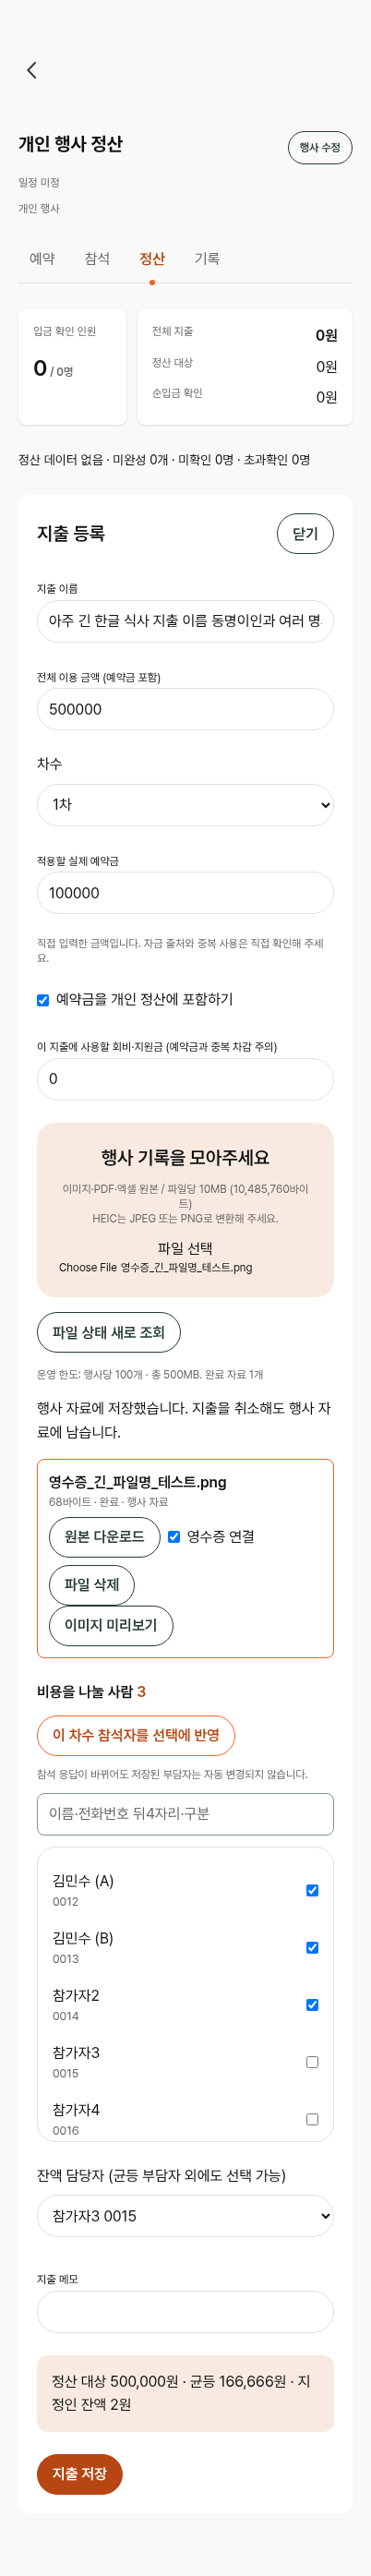 개인 행사 정산
행사 수정
일정 미정
개인 행사
예약 참석 정산 기록
입금 확인 인원
0 / 0명
전체 지출 0원
정산 대상 0원
순입금 확인 0원
정산 데이터 없음 · 미완성 0개 · 미확인 0명 · 초과확인 0명
지출 등록
닫기
지출 이름
아주 긴 한글 식사 지출 이름 동명이인과 여러 명
전체 이용 금액 (예약금 포함)
500000
차수
1차
적용할 실제 예약금
100000
직접 입력한 금액입니다. 자금 출처와 중복 사용은 직접 확인해 주세
요.
예약금을 개인 정산에 포함하기
이 지출에 사용할 회비·지원금 (예약금과 중복 차감 주의)
0
행사 기록을 모아주세요
이미지·PDF·엑셀 원본 / 파일당 10MB (10,485,760바이
트)
HEIC는 JPEG 또는 PNG로 변환해 주세요.
파일 선택
Choose File 영수증_긴_파일명_테스트.png
파일 상태 새로 조회
운영 한도: 행사당 100개 · 총 500MB. 완료 자료 1개
행사 자료에 저장했습니다. 지출을 취소해도 행사 자
료에 남습니다.
영수증_긴_파일명_테스트.png
68바이트 · 완료 · 행사 자료
원본 다운로드 영수증 연결
파일 삭제
이미지 미리보기
비용을 나눌 사람 3
이 차수 참석자를 선택에 반영
참석 응답이 바뀌어도 저장된 부담자는 자동 변경되지 않습니다.
이름·전화번호 뒤4자리·구분
김민수 (A)
0012
김민수 (B)
0013
참가자2
0014
참가자3
0015
참가자4
0016
잔액 담당자 (균등 부담자 외에도 선택 가능)
참가자3 0015
지출 메모
정산 대상 500,000원 · 균등 166,666원 · 지
정인 잔액 2원
지출 저장